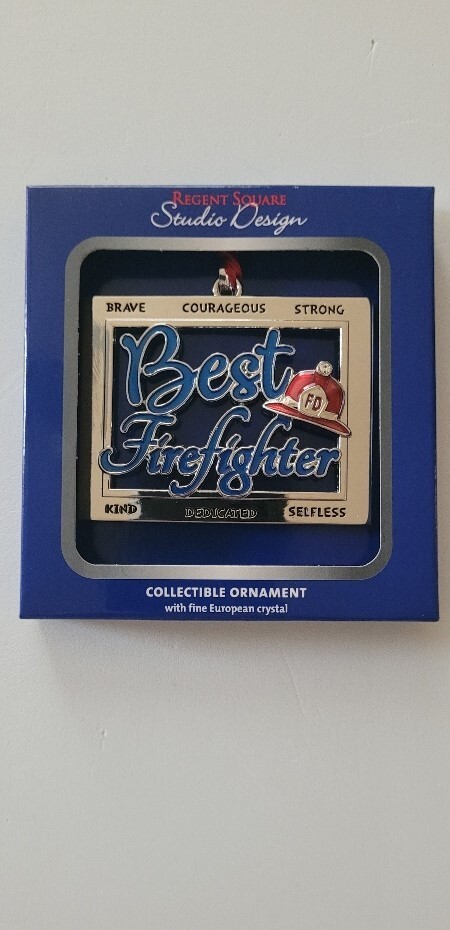 REGENT SQUARE
Studio Design
BRAVE COURAGEOUS STRONG
Best
FD
Firefighter
KIND DEDICATED SELFLESS
COLLECTIBLE ORNAMENT
with fine European crystal